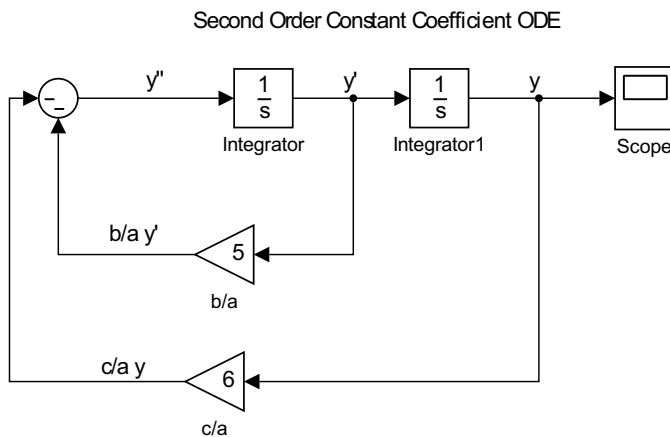 Second Order Constant Coefficient ODE
y''
1
s
Integrator
y'
1
s
Integrator1
y
Scope
b/a y'
5
b/a
c/a y
6
c/a